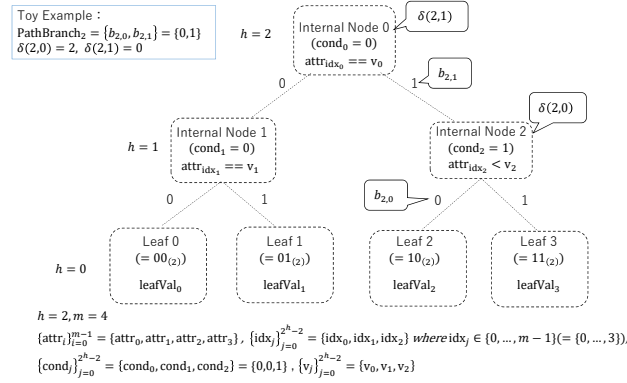 Toy Example :
PathBranch₂ = {b₂,₀, b₂,₁} = {0,1}
δ(2,0) = 2, δ(2,1) = 0
h = 2
Internal Node 0
(cond₀ = 0)
attr_idx₀ == v₀
δ(2,1)
0
1
b₂,₁
h = 1
Internal Node 1
(cond₁ = 0)
attr_idx₁ == v₁
Internal Node 2
(cond₂ = 1)
attr_idx₂ < v₂
δ(2,0)
0
1
b₂,₀
0
1
h = 0
Leaf 0
(= 00₍₂₎)
leafVal₀
Leaf 1
(= 01₍₂₎)
leafVal₁
Leaf 2
(= 10₍₂₎)
leafVal₂
Leaf 3
(= 11₍₂₎)
leafVal₃
h = 2, m = 4
{attrᵢ}ᵢ₌₀^{m−1} = {attr₀, attr₁, attr₂, attr₃} , {idxⱼ}ⱼ₌₀^{2^h−2} = {idx₀, idx₁, idx₂} where idxⱼ ∈ {0, ..., m − 1}(= {0, ..., 3}),
{condⱼ}ⱼ₌₀^{2^h−2} = {cond₀, cond₁, cond₂} = {0,0,1} , {vⱼ}ⱼ₌₀^{2^h−2} = {v₀, v₁, v₂}